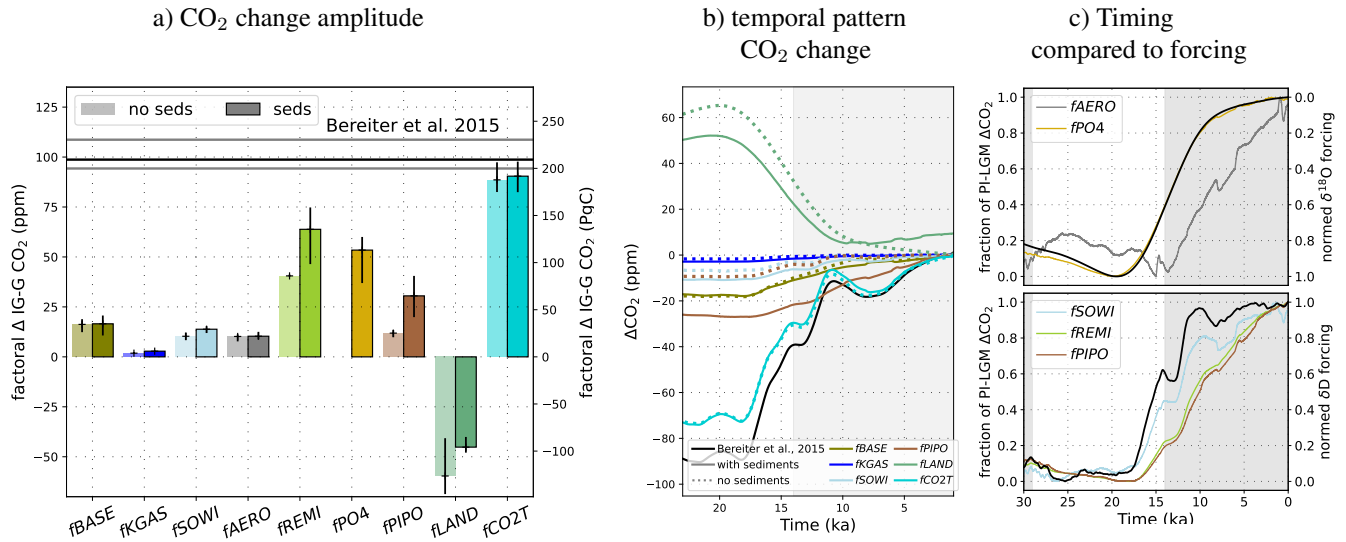 a) CO₂ change amplitude
b) temporal pattern
CO₂ change
c) Timing
compared to forcing
no seds
seds
Bereiter et al. 2015
factoral Δ IG-G CO₂ (ppm)
125
100
75
50
25
0
−25
−50
factoral Δ IG-G CO₂ (PgC)
250
200
150
100
50
0
−50
−100
fBASE
fKGAS
fSOWI
fAERO
fREMI
fPO4
fPIPO
fLAND
fCO2T
ΔCO₂ (ppm)
60
40
20
0
−20
−40
−60
−80
−100
Bereiter et al., 2015
with sediments
no sediments
fBASE
fKGAS
fSOWI
fPIPO
fLAND
fCO2T
20
15
10
5
Time (ka)
fraction of PI-LGM ΔCO₂
1.0
0.8
0.6
0.4
0.2
0.0
fAERO
fPO4
0.0
0.2
0.4
0.6
0.8
1.0
normed δ¹⁸O forcing
fraction of PI-LGM ΔCO₂
1.0
0.8
0.6
0.4
0.2
0.0
fSOWI
fREMI
fPIPO
1.0
0.8
0.6
0.4
0.2
0.0
normed δD forcing
30
25
20
15
10
5
0
Time (ka)